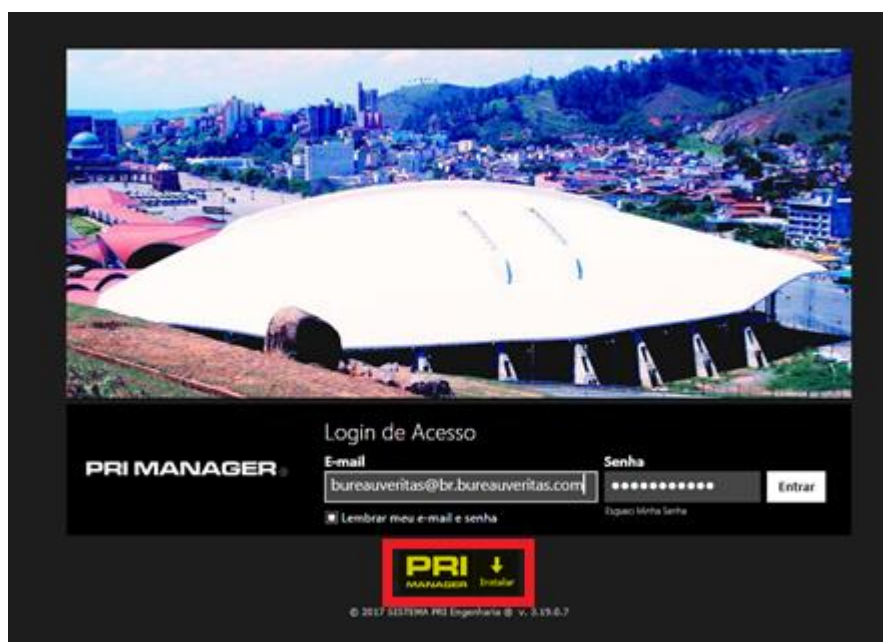 Login de Acesso
E-mail
Senha
PRI MANAGER®
bureauveritas@br.bureauveritas.com
●●●●●●●●●●●
Entrar
Lembrar meu e-mail e senha
Esqueci Minha Senha
PRI
MANAGER
Instalar
© 2017 SISTEMA PRI Engenharia ® v. 3.19.0.7